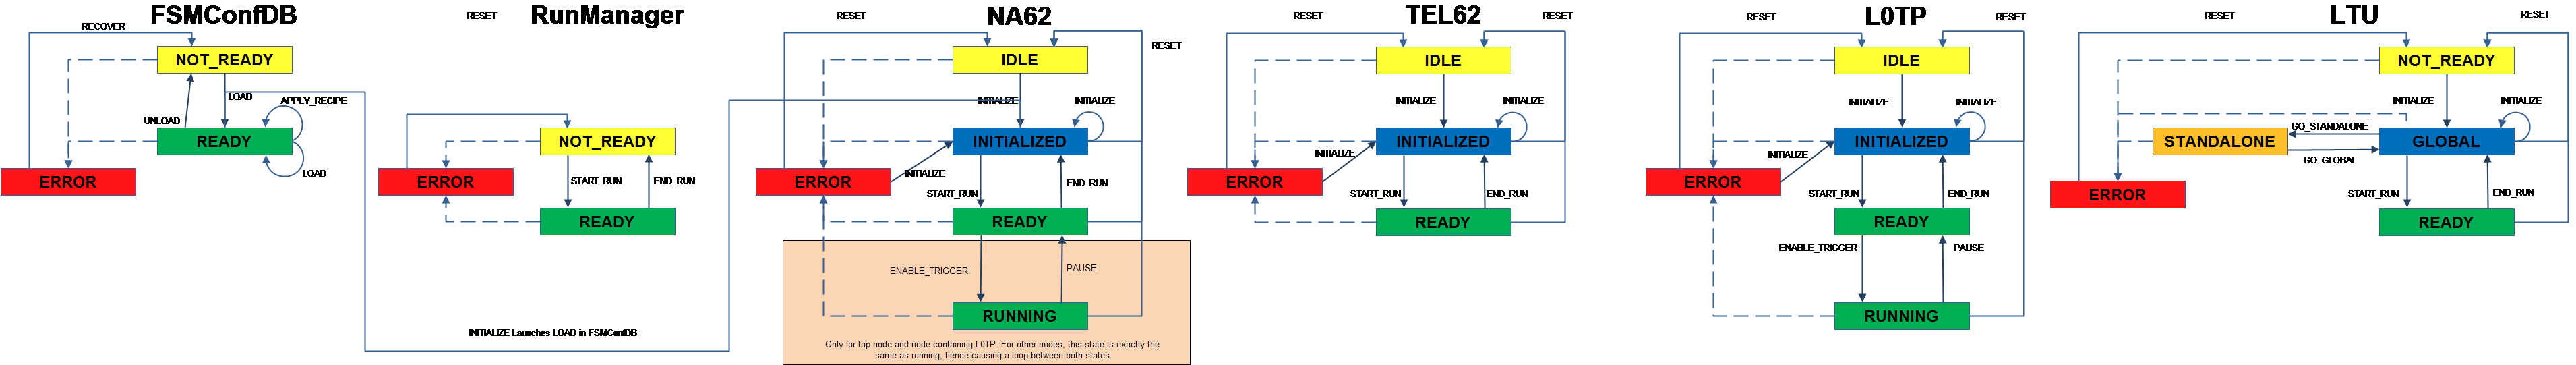 FSMConfDB
RECOVER
NOT_READY
LOAD
APPLY_RECIPE
UNLOAD
READY
LOAD
ERROR
RunManager
RESET
NOT_READY
ERROR
START_RUN
END_RUN
READY
INITIALIZE Launches LOAD in FSMConfDB
NA62
RESET
RESET
IDLE
INITIALIZE
INITIALIZE
INITIALIZED
INITIALIZE
ERROR
START_RUN
END_RUN
READY
ENABLE_TRIGGER
PAUSE
RUNNING
Only for top node and node containing L0TP. For other nodes, this state is exactly the
same as running, hence causing a loop between both states
TEL62
RESET
RESET
IDLE
INITIALIZE
INITIALIZE
INITIALIZED
INITIALIZE
ERROR
START_RUN
END_RUN
READY
L0TP
RESET
RESET
IDLE
INITIALIZE
INITIALIZE
INITIALIZED
INITIALIZE
ERROR
START_RUN
END_RUN
READY
ENABLE_TRIGGER
PAUSE
RUNNING
LTU
RESET
RESET
NOT_READY
INITIALIZE
INITIALIZE
GO_STANDALONE
STANDALONE
GLOBAL
GO_GLOBAL
ERROR
START_RUN
END_RUN
READY